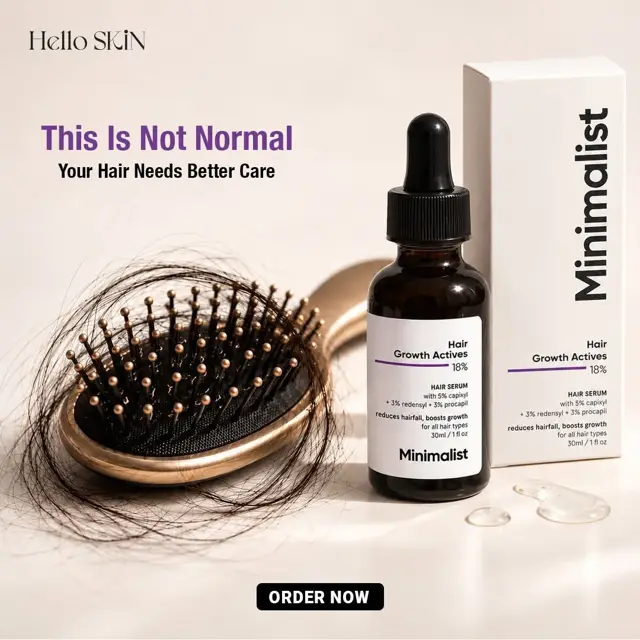 Hello SKiN
This Is Not Normal
Your Hair Needs Better Care
Hair
Growth Actives
18%
HAIR SERUM
with 5% capixyl
+ 3% redensyl + 3% procapil
reduces hairfall, boosts growth
for all hair types
30ml / 1 fl oz
Minimalist
Minimalist
Hair
Growth Actives
18%
HAIR SERUM
with 5% capixyl
+ 3% redensyl + 3% procapil
reduces hairfall, boosts growth
for all hair types
30ml / 1 fl oz
ORDER NOW